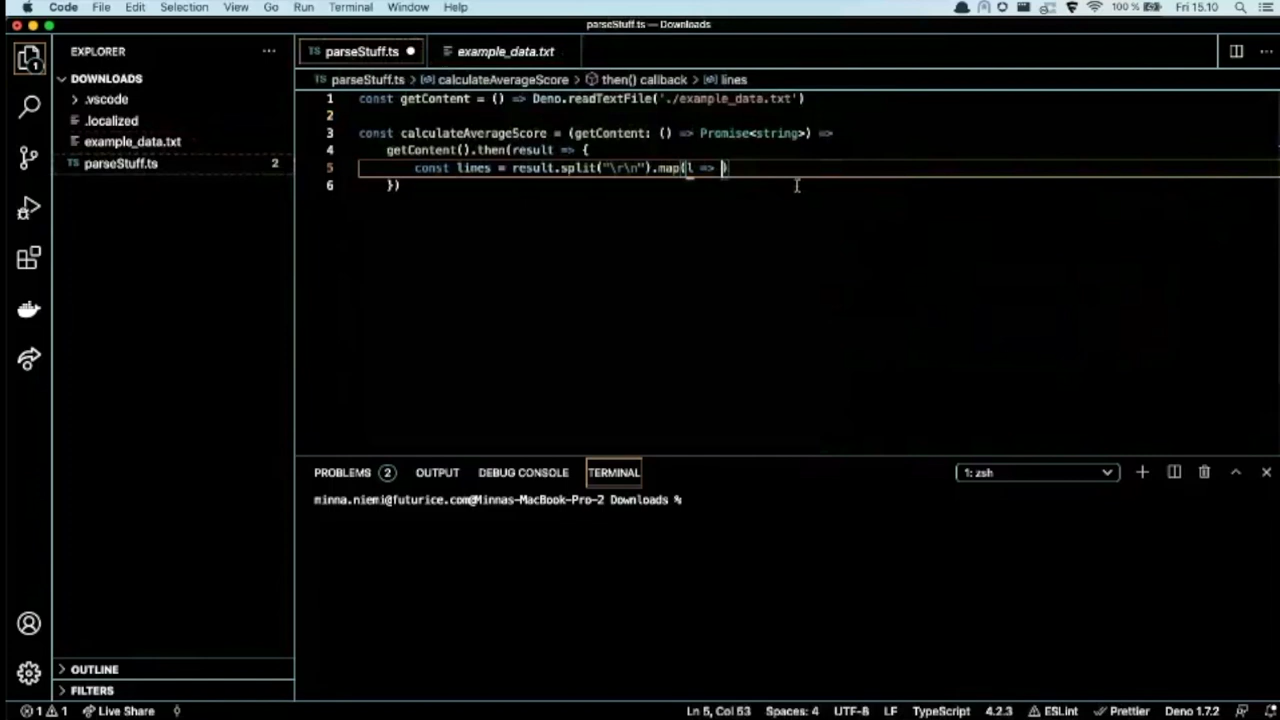 Code File Edit Selection View Go Run Terminal Window Help 100 % Fri 15.10
parseStuff.ts — Downloads
EXPLORER
TS parseStuff.ts
example_data.txt
DOWNLOADS
parseStuff.ts > calculateAverageScore > then() callback > lines
.vscode
.localized
example_data.txt
parseStuff.ts 2
1 const getContent = () => Deno.readTextFile('./example_data.txt')
2
3 const calculateAverageScore = (getContent: () => Promise<string>) =>
4 getContent().then(result => {
5 const lines = result.split("\r\n").map(l => )
6 })
PROBLEMS 2 OUTPUT DEBUG CONSOLE TERMINAL 1: zsh
minna.niemi@futurice.com@Minnas-MacBook-Pro-2 Downloads %
OUTLINE
FILTERS
1 1 Live Share Ln 5, Col 53 Spaces: 4 UTF-8 LF TypeScript 4.2.3 ESLint Prettier Deno 1.7.2